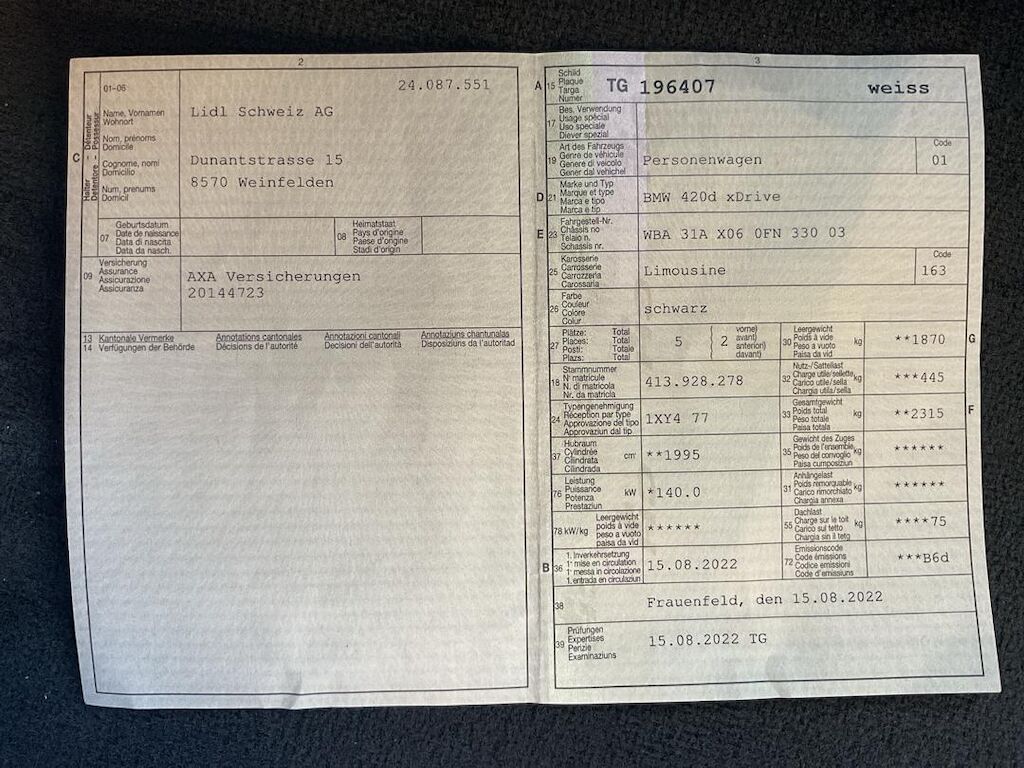 2
01-06
24.087.551
C
Halter - Détenteur
Detentore - Possessur
Name, Vornamen
Wohnort
Nom, prénoms
Domicile
Cognome, nomi
Domicilio
Num, prenums
Domicil
Lidl Schweiz AG
Dunantstrasse 15
8570 Weinfelden
07
Geburtsdatum
Date de naissance
Data di nascita
Data da nasch.
08
Heimatstaat
Pays d'origine
Paese d'origine
Stadi d'origin
09
Versicherung
Assurance
Assicurazione
Assicuranza
AXA Versicherungen
20144723
13 Kantonale Vermerke
14 Verfügungen der Behörde
Annotations cantonales
Décisions de l'autorité
Annotazioni cantonali
Decisioni dell'autorità
Annotaziuns chantunalas
Disposiziuns da l'autoritad
3
A
15
Schild
Plaque
Targa
Numer
TG 196407
weiss
17
Bes. Verwendung
Usage spécial
Uso speciale
Diever spezial
19
Art des Fahrzeugs
Genre de véhicule
Genere di veicolo
Gener dal vehichel
Personenwagen
Code
01
D
21
Marke und Typ
Marque et type
Marca e tipo
Marca e tip
BMW 420d xDrive
E
23
Fahrgestell-Nr.
Châssis no
Telaio n.
Schassis nr.
WBA 31A X06 0FN 330 03
25
Karosserie
Carrosserie
Carrozzeria
Carossaria
Limousine
Code
163
26
Farbe
Couleur
Colore
Colur
schwarz
27
Plätze: Total
Places: Total
Posti: Totale
Plazs: Total
5
2
vorne)
avant)
anteriori)
davant)
30
Leergewicht
Poids à vide
Peso a vuoto
Paisa da vid
kg
**1870
G
18
Stammnummer
No matricule
N. di matricola
Nr. da matricla
413.928.278
32
Nutz-/Sattellast
Charge utile/sellette
Carico utile/sella
Chargia utila/sella
kg
***445
24
Typengenehmigung
Réception par type
Approvazione del tipo
Approvaziun dal tip
1XY4 77
33
Gesamtgewicht
Poids total
Peso totale
Paisa totala
kg
**2315
F
37
Hubraum
Cylindrée
Cilindrata
Cilindrada
cm³
**1995
35
Gewicht des Zuges
Poids de l'ensemble
Peso del convoglio
Paisa cumposiziun
kg
******
76
Leistung
Puissance
Potenza
Prestaziun
kW
*140.0
31
Anhängelast
Poids remorquable
Carico rimorchiato
Chargia annexa
kg
******
78 kW/kg
Leergewicht
poids à vide
peso a vuoto
paisa da vid
******
55
Dachlast
Charge sur le toit
Carico sul tetto
Chargia sin il tetg
kg
****75
B
36
1. Inverkehrsetzung
1re mise en circulation
1a messa in circolazione
1. entrada en circulaziun
15.08.2022
72
Emissionscode
Code émissions
Codice emissioni
Code d'emissiuns
***B6d
38
Frauenfeld, den 15.08.2022
39
Prüfungen
Expertises
Perizie
Examinaziuns
15.08.2022 TG